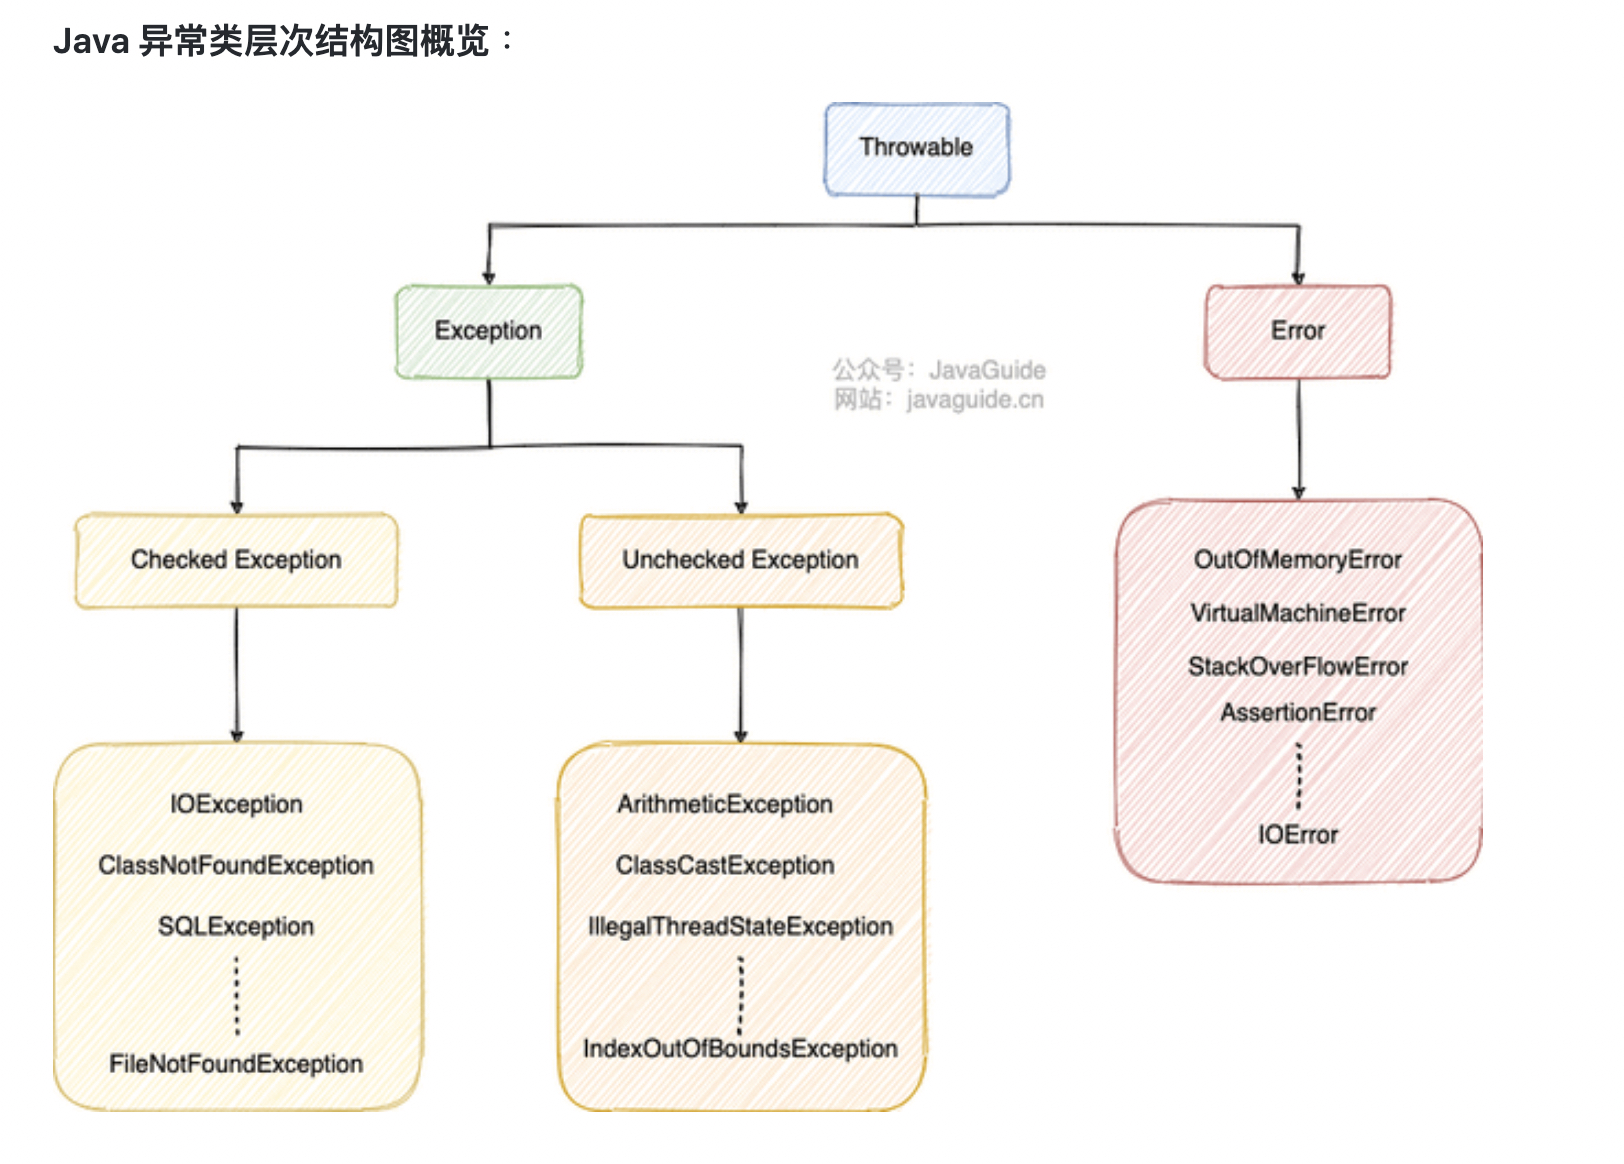 Java 异常类层次结构图概览：
Throwable
Exception
Error
公众号：JavaGuide
网站：javaguide.cn
Checked Exception
Unchecked Exception
OutOfMemoryError
VirtualMachineError
StackOverFlowError
AssertionError
IOError
IOException
ClassNotFoundException
SQLException
FileNotFoundException
ArithmeticException
ClassCastException
IllegalThreadStateException
IndexOutOfBoundsException